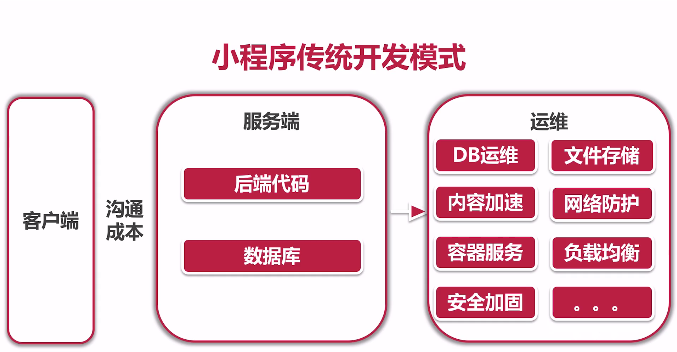 小程序传统开发模式
客户端
沟通
成本
服务端
后端代码
数据库
运维
DB运维
文件存储
内容加速
网络防护
容器服务
负载均衡
安全加固
。。。